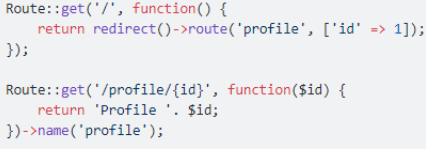 Route::get('/', function() {
    return redirect()->route('profile', ['id' => 1]);
});

Route::get('/profile/{id}', function($id) {
    return 'Profile '. $id;
})->name('profile');